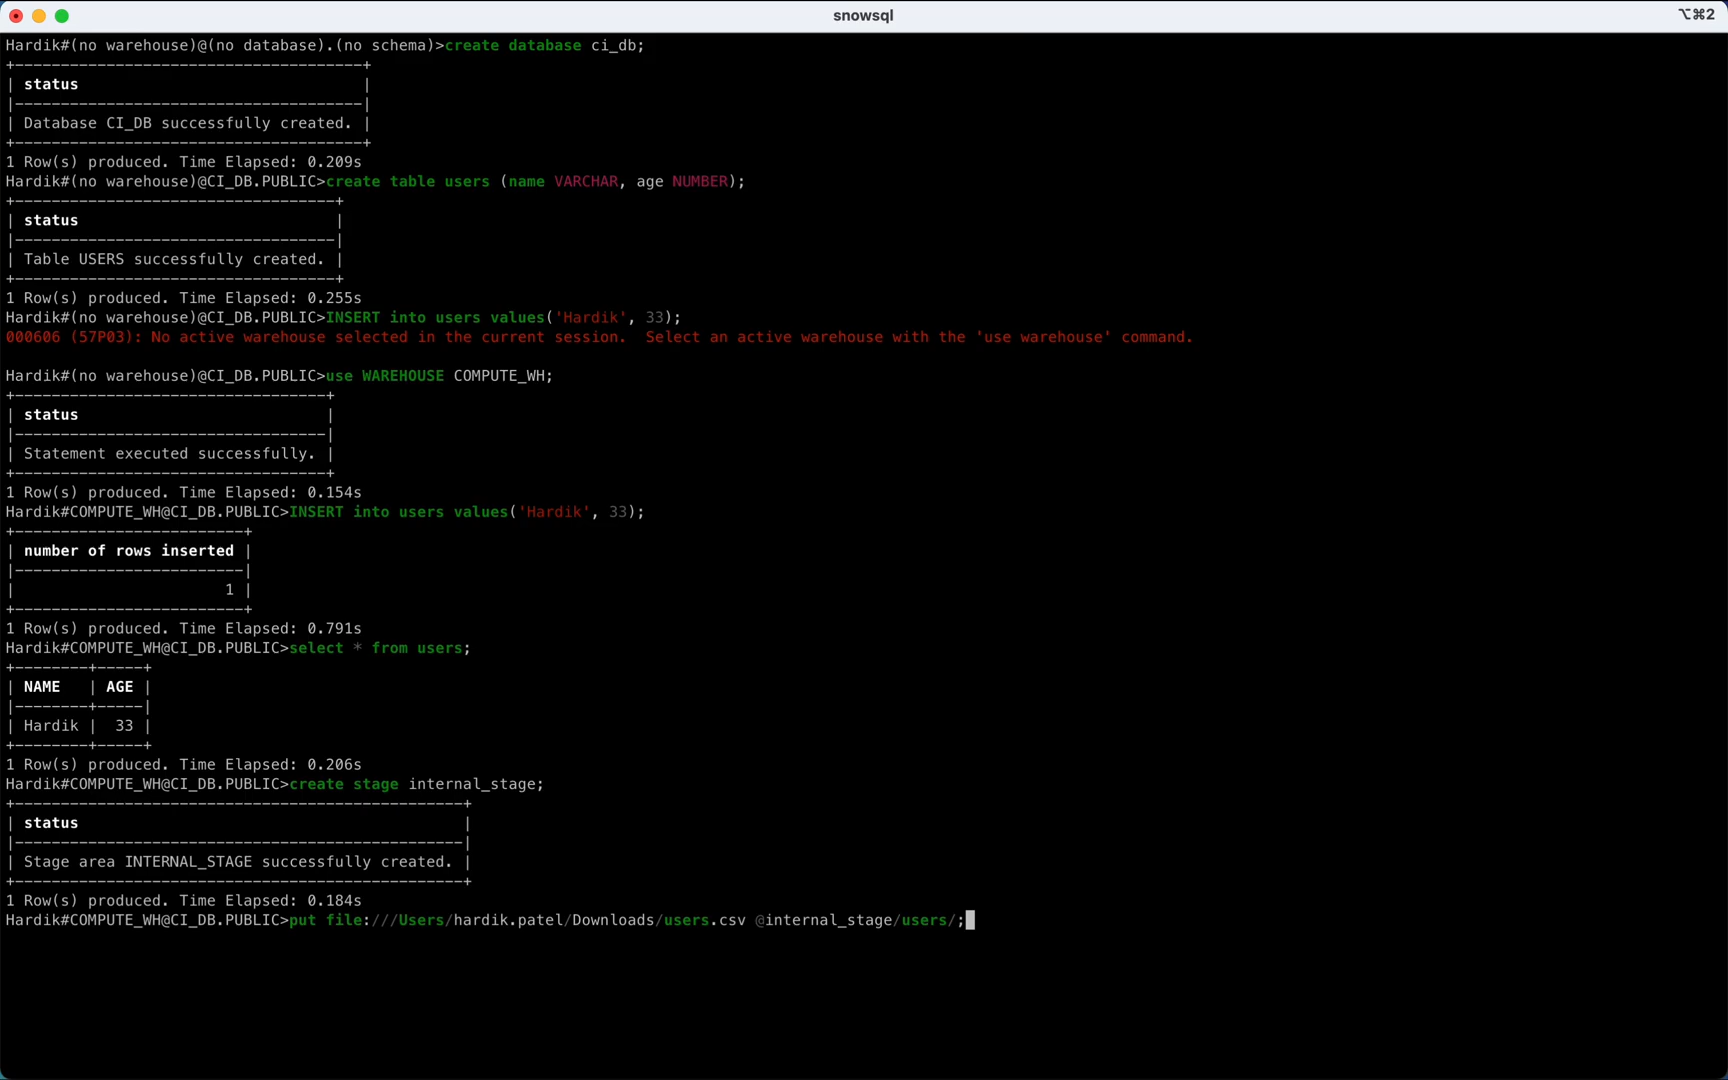 snowsql
⌥⌘2
Hardik#(no warehouse)@(no database).(no schema)>create database ci_db;
+--------------------------------------+
| status                               |
|--------------------------------------|
| Database CI_DB successfully created. |
+--------------------------------------+
1 Row(s) produced. Time Elapsed: 0.209s
Hardik#(no warehouse)@CI_DB.PUBLIC>create table users (name VARCHAR, age NUMBER);
+-----------------------------------+
| status                            |
|-----------------------------------|
| Table USERS successfully created. |
+-----------------------------------+
1 Row(s) produced. Time Elapsed: 0.255s
Hardik#(no warehouse)@CI_DB.PUBLIC>INSERT into users values('Hardik', 33);
000606 (57P03): No active warehouse selected in the current session.  Select an active warehouse with the 'use warehouse' command.
Hardik#(no warehouse)@CI_DB.PUBLIC>use WAREHOUSE COMPUTE_WH;
+----------------------------------+
| status                           |
|----------------------------------|
| Statement executed successfully. |
+----------------------------------+
1 Row(s) produced. Time Elapsed: 0.154s
Hardik#COMPUTE_WH@CI_DB.PUBLIC>INSERT into users values('Hardik', 33);
+-------------------------+
| number of rows inserted |
|-------------------------|
|                       1 |
+-------------------------+
1 Row(s) produced. Time Elapsed: 0.791s
Hardik#COMPUTE_WH@CI_DB.PUBLIC>select * from users;
+--------+-----+
| NAME   | AGE |
|--------+-----|
| Hardik |  33 |
+--------+-----+
1 Row(s) produced. Time Elapsed: 0.206s
Hardik#COMPUTE_WH@CI_DB.PUBLIC>create stage internal_stage;
+-------------------------------------------------+
| status                                          |
|-------------------------------------------------|
| Stage area INTERNAL_STAGE successfully created. |
+-------------------------------------------------+
1 Row(s) produced. Time Elapsed: 0.184s
Hardik#COMPUTE_WH@CI_DB.PUBLIC>put file:///Users/hardik.patel/Downloads/users.csv @internal_stage/users/;